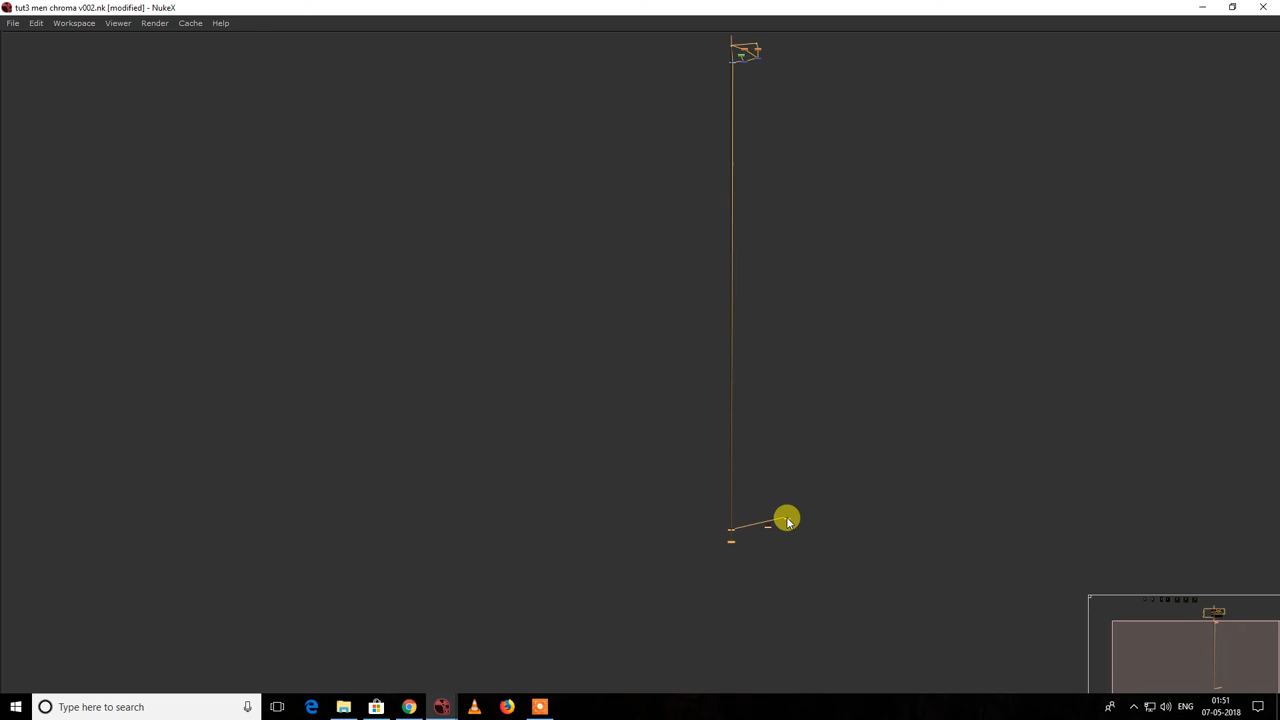 tut3 men chroma v002.nk [modified] - NukeX
File Edit Workspace Viewer Render Cache Help
Type here to search
ENG
01:51
07-05-2018